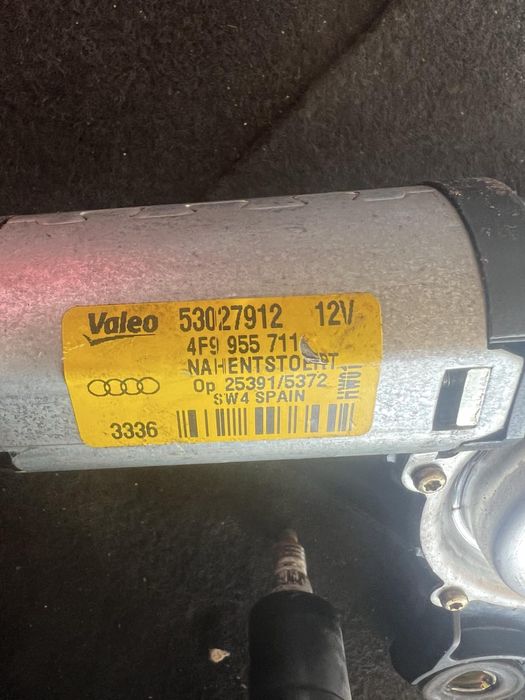 Valeo 53027912 12V
4F9 955 711
NAHENTSTOERT
Op 25391/5372
SW4 SPAIN
3336